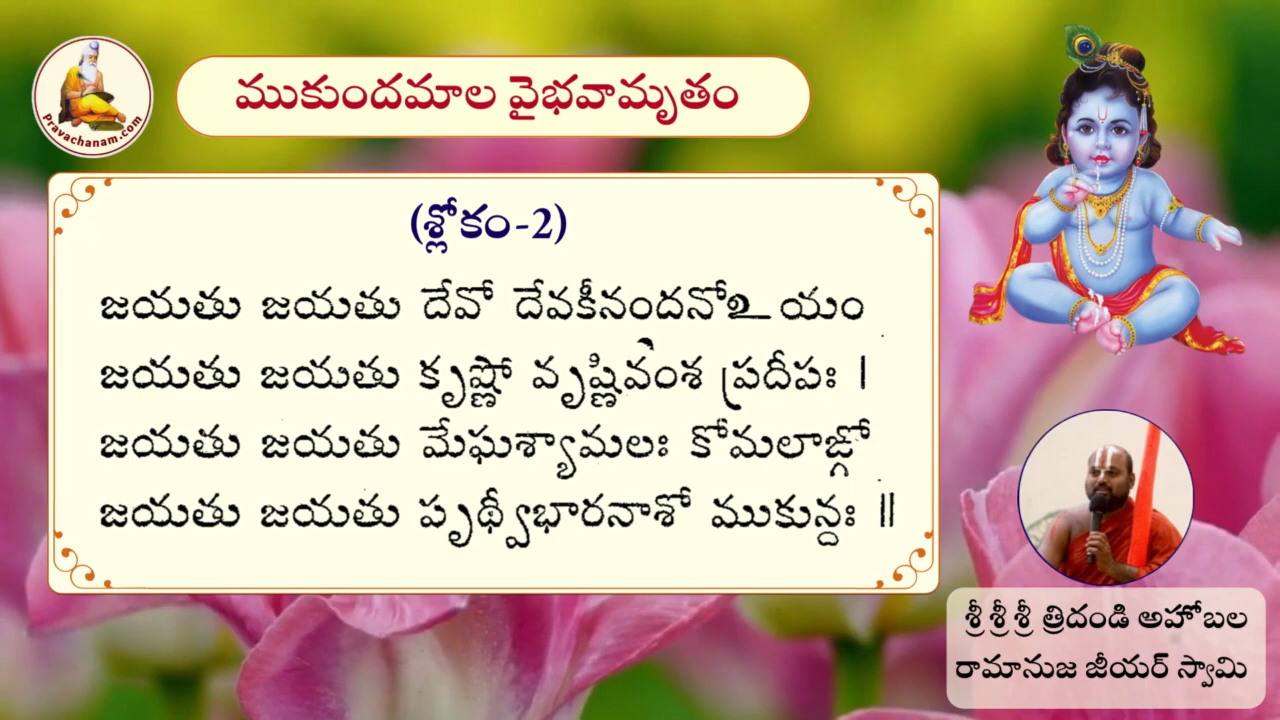 ముకుందమాల వైభవామృతం
Pravachanam.com
(శ్లోకం-2)
జయతు జయతు దేవో దేవకీనందనోఽయం
జయతు జయతు కృష్ణో వృష్ణివంశ ప్రదీపః ।
జయతు జయతు మేఘశ్యామలః కోమలాఙ్గో
జయతు జయతు పృథ్వీభారనాశో ముకున్దః ॥
శ్రీ శ్రీ శ్రీ త్రిదండి అహోబల
రామానుజ జీయర్ స్వామి